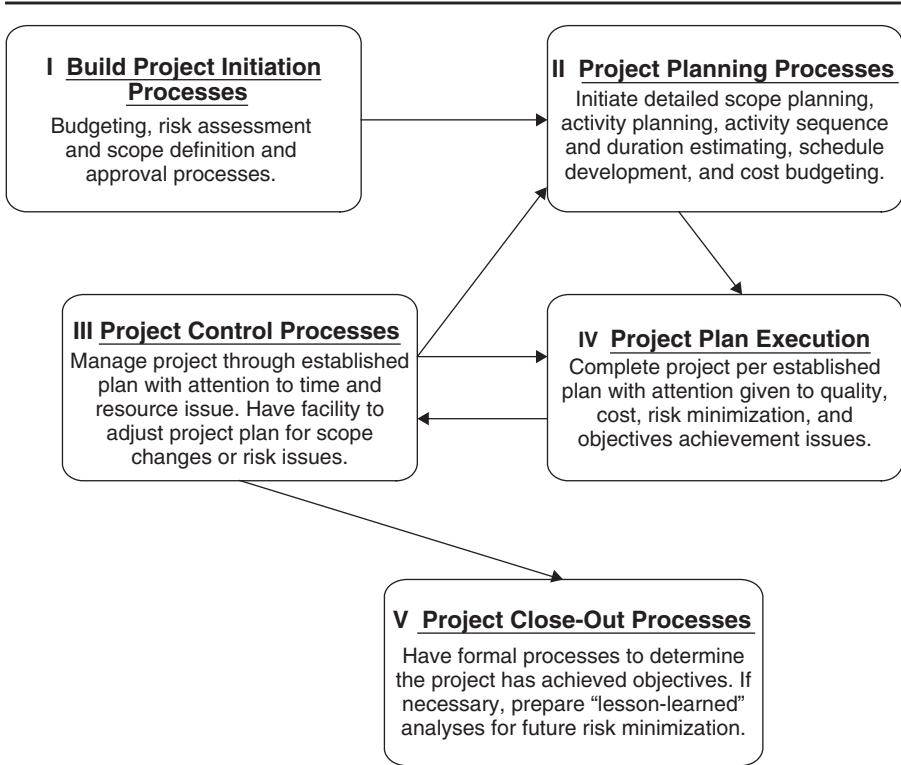 I Build Project Initiation
Processes
Budgeting, risk assessment
and scope definition and
approval processes.
II Project Planning Processes
Initiate detailed scope planning,
activity planning, activity sequence
and duration estimating, schedule
development, and cost budgeting.
III Project Control Processes
Manage project through established
plan with attention to time and
resource issue. Have facility to
adjust project plan for scope
changes or risk issues.
IV Project Plan Execution
Complete project per established
plan with attention given to quality,
cost, risk minimization, and
objectives achievement issues.
V Project Close-Out Processes
Have formal processes to determine
the project has achieved objectives. If
necessary, prepare “lesson-learned”
analyses for future risk minimization.